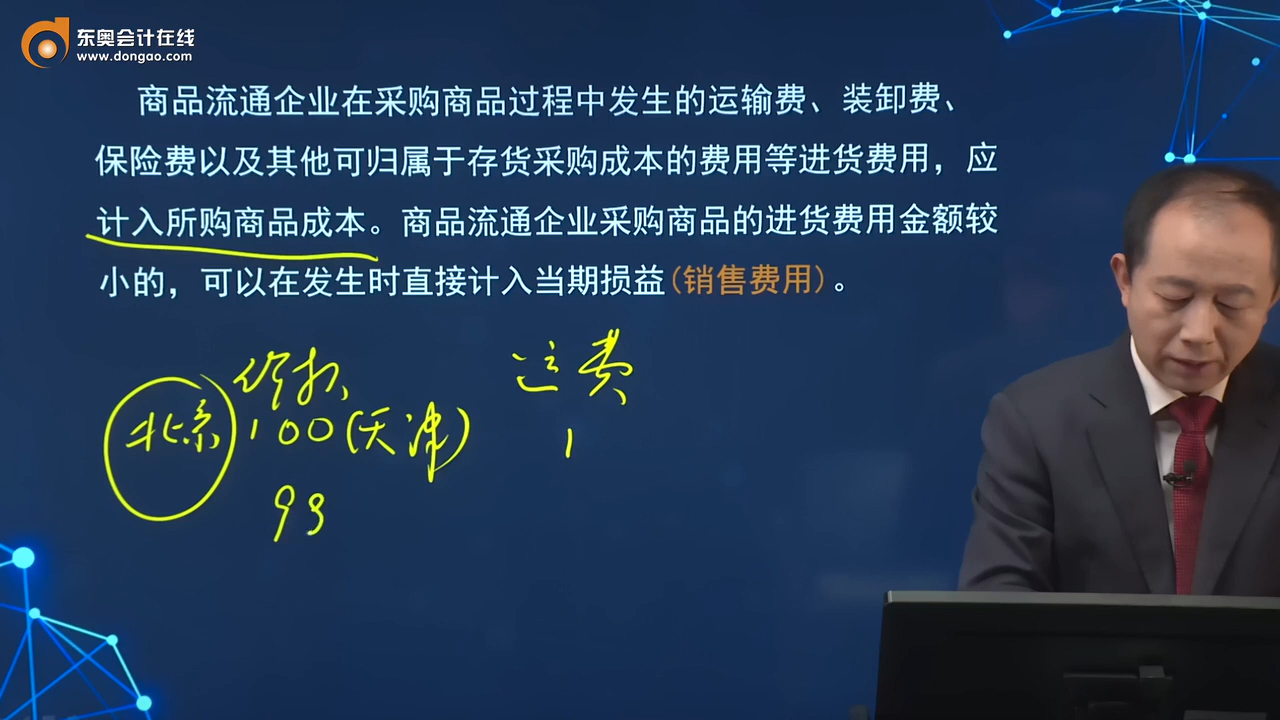 东奥会计在线
www.dongao.com
商品流通企业在采购商品过程中发生的运输费、装卸费、
保险费以及其他可归属于存货采购成本的费用等进货费用，应
计入所购商品成本。商品流通企业采购商品的进货费用金额较
小的，可以在发生时直接计入当期损益(销售费用)。
价款 运费
北京 100(天津) 1
93